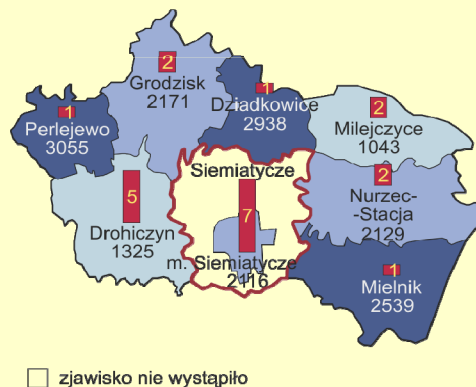 2
Grodzisk
2171
1
Dziadkowice
2938
1
Perlejewo
3055
2
Milejczyce
1043
Siemiatycze
5
Drohiczyn
1325
7
m. Siemiatycze
2116
2
Nurzec-
-Stacja
2129
1
Mielnik
2539
zjawisko nie wystąpiło